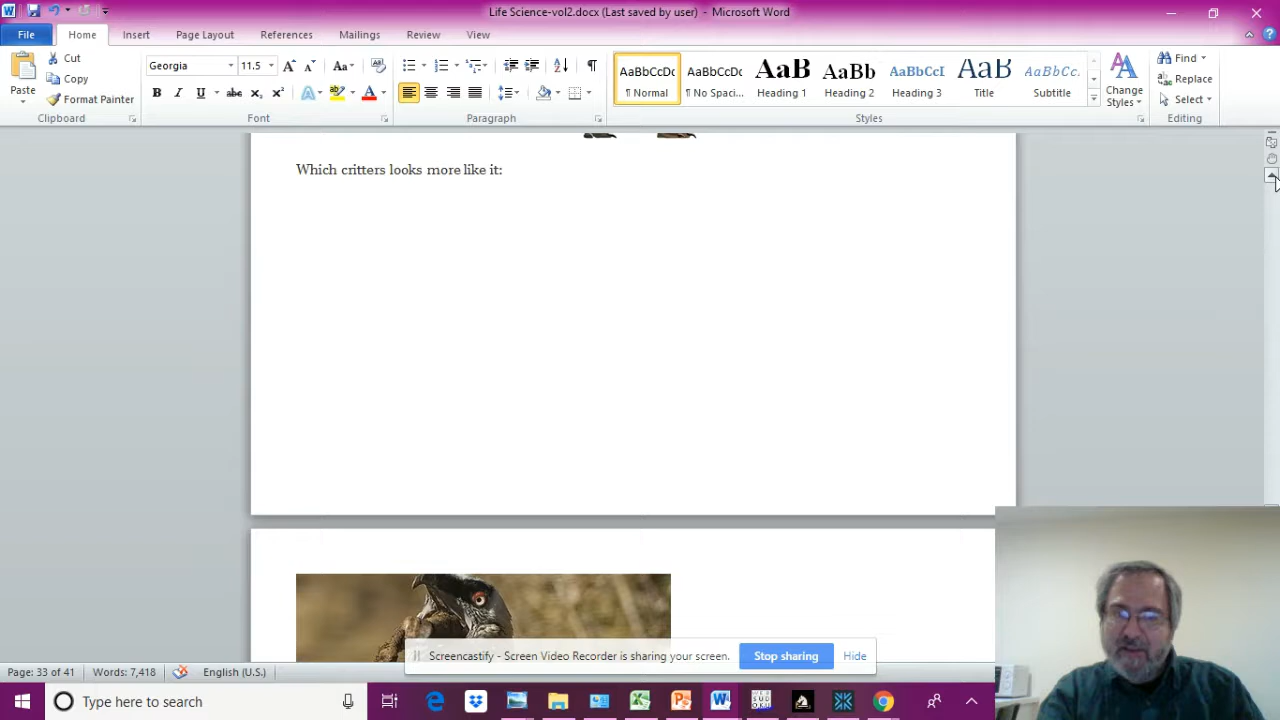 Life Science-vol2.docx (Last saved by user) - Microsoft Word
File Home Insert Page Layout References Mailings Review View
Paste
Cut
Copy
Format Painter
Clipboard
Georgia 11.5
Font
Paragraph
AaBbCcDc AaBbCcDc AaB AaBb AaBbCcI AaB AaBbCcI
¶ Normal ¶ No Spaci... Heading 1 Heading 2 Heading 3 Title Subtitle
Change
Styles
Styles
Find
Replace
Select
Editing
Which critters looks more like it:
Screencastify - Screen Video Recorder is sharing your screen. Stop sharing Hide
Page: 33 of 41 Words: 7,418 English (U.S.)
Type here to search